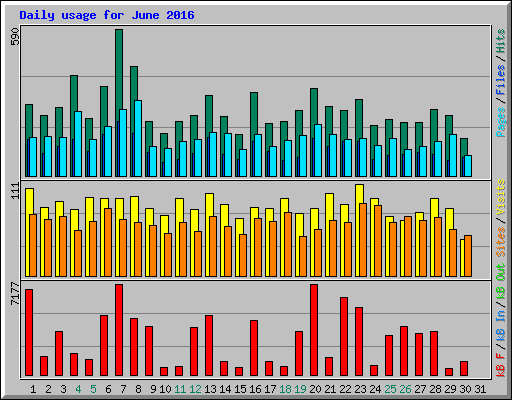 Daily usage for June 2016
590
Pages / Files / Hits
111
Sites / Visits
7177
kB F / kB In / kB Out
1 2 3 4 5 6 7 8 9 10 11 12 13 14 15 16 17 18 19 20 21 22 23 24 25 26 27 28 29 30 31